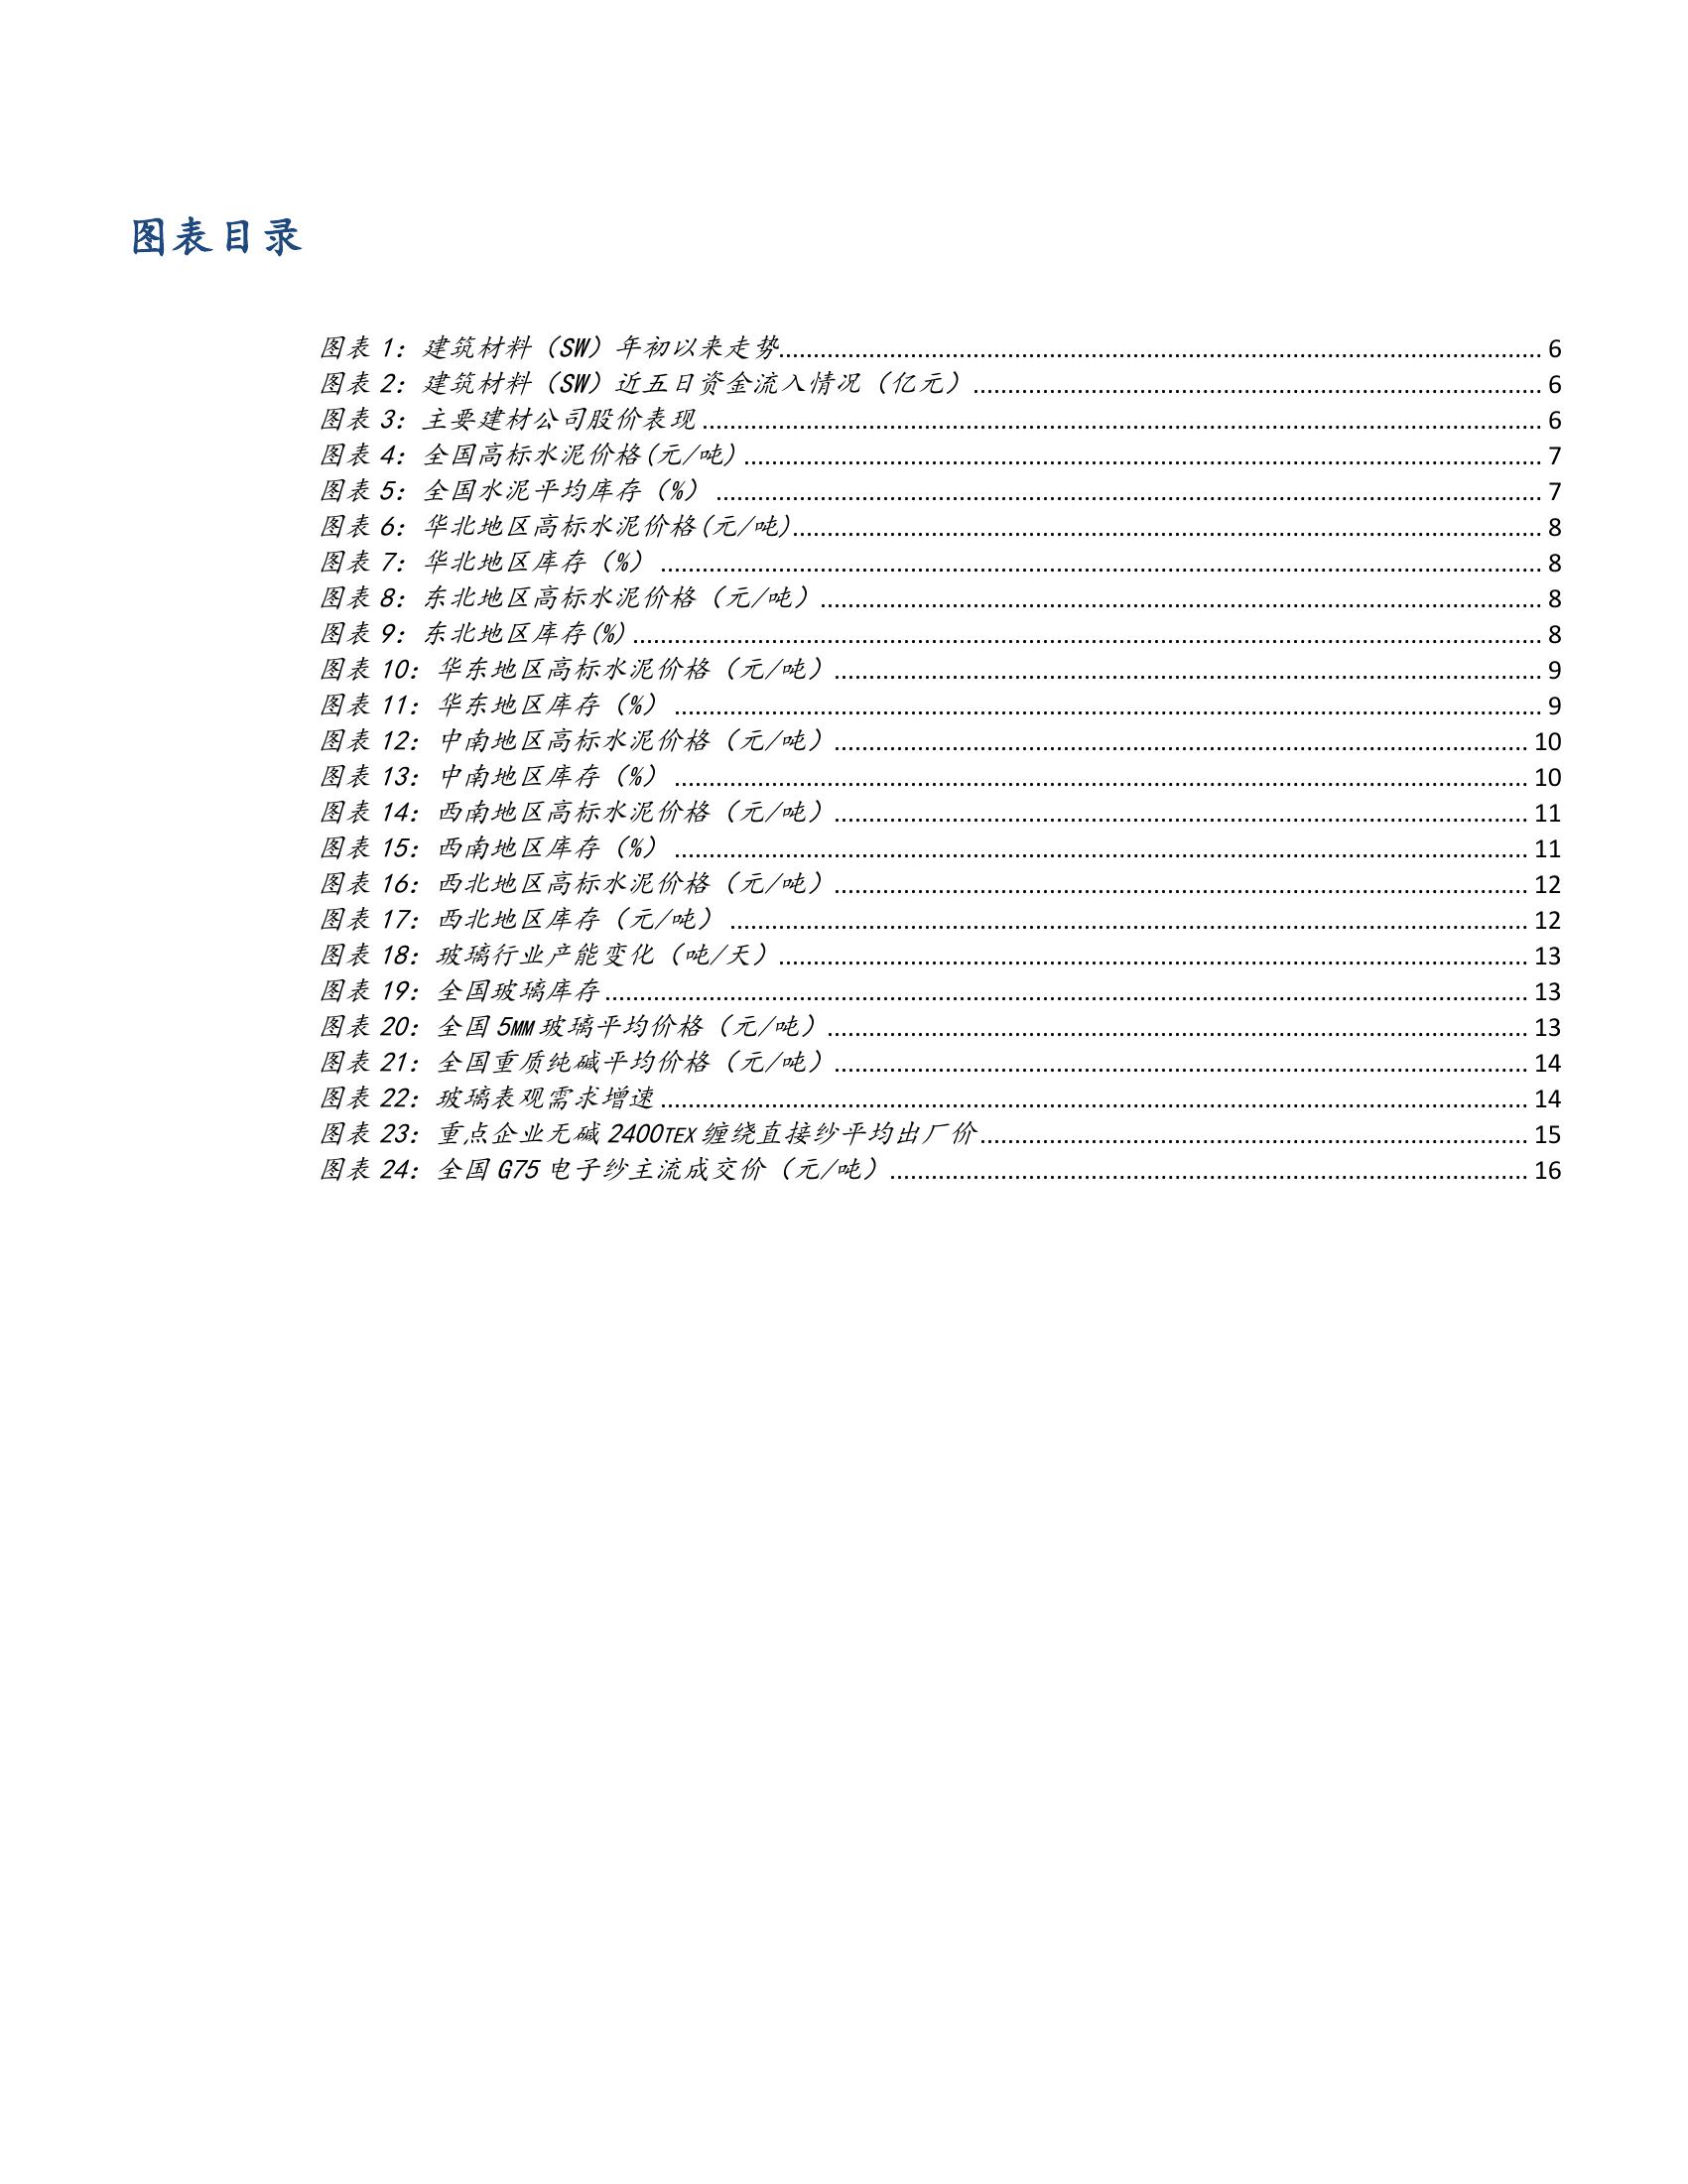 图表目录
图表 1：建筑材料（SW）年初以来走势........ 6
图表 2：建筑材料（SW）近五日资金流入情况（亿元）........ 6
图表 3：主要建材公司股价表现........ 6
图表 4：全国高标水泥价格(元/吨)........ 7
图表 5：全国水泥平均库存（%）........ 7
图表 6：华北地区高标水泥价格(元/吨)........ 8
图表 7：华北地区库存（%）........ 8
图表 8：东北地区高标水泥价格（元/吨）........ 8
图表 9：东北地区库存(%)........ 8
图表 10：华东地区高标水泥价格（元/吨）........ 9
图表 11：华东地区库存（%）........ 9
图表 12：中南地区高标水泥价格（元/吨）........ 10
图表 13：中南地区库存（%）........ 10
图表 14：西南地区高标水泥价格（元/吨）........ 11
图表 15：西南地区库存（%）........ 11
图表 16：西北地区高标水泥价格（元/吨）........ 12
图表 17：西北地区库存（元/吨）........ 12
图表 18：玻璃行业产能变化（吨/天）........ 13
图表 19：全国玻璃库存........ 13
图表 20：全国 5MM 玻璃平均价格（元/吨）........ 13
图表 21：全国重质纯碱平均价格（元/吨）........ 14
图表 22：玻璃表观需求增速........ 14
图表 23：重点企业无碱 2400TEX 缠绕直接纱平均出厂价........ 15
图表 24：全国 G75 电子纱主流成交价（元/吨）........ 16